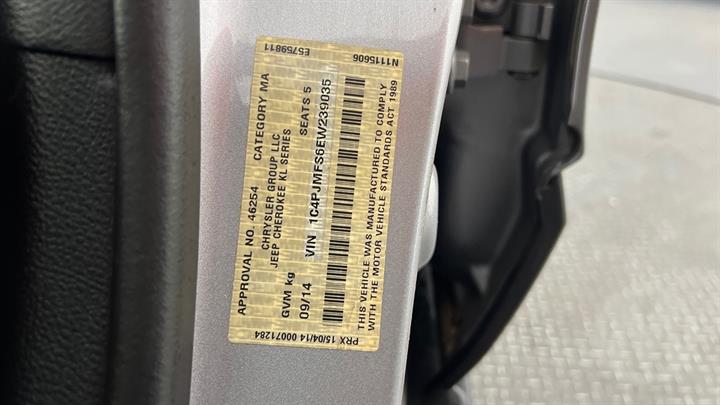 E5759811
N1115606
APPROVAL NO. 46254 CATEGORY MA
CHRYSLER GROUP LLC
JEEP CHEROKEE KL SERIES
GVM kg SEATS 5
09/14 VIN 1C4PJMFS6EW239035
THIS VEHICLE WAS MANUFACTURED TO COMPLY
WITH THE MOTOR VEHICLE STANDARDS ACT 1989
PRX 15/04/14 00071284